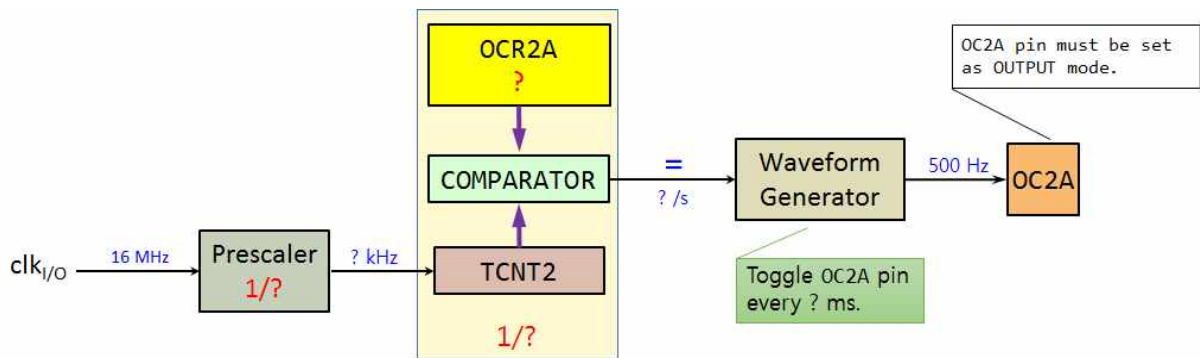 OCR2A
?
OC2A pin must be set
as OUTPUT mode.
COMPARATOR
=
? /s
Waveform
Generator
500 Hz
OC2A
clkI/O
16 MHz
Prescaler
1/?
? kHz
TCNT2
1/?
Toggle OC2A pin
every ? ms.